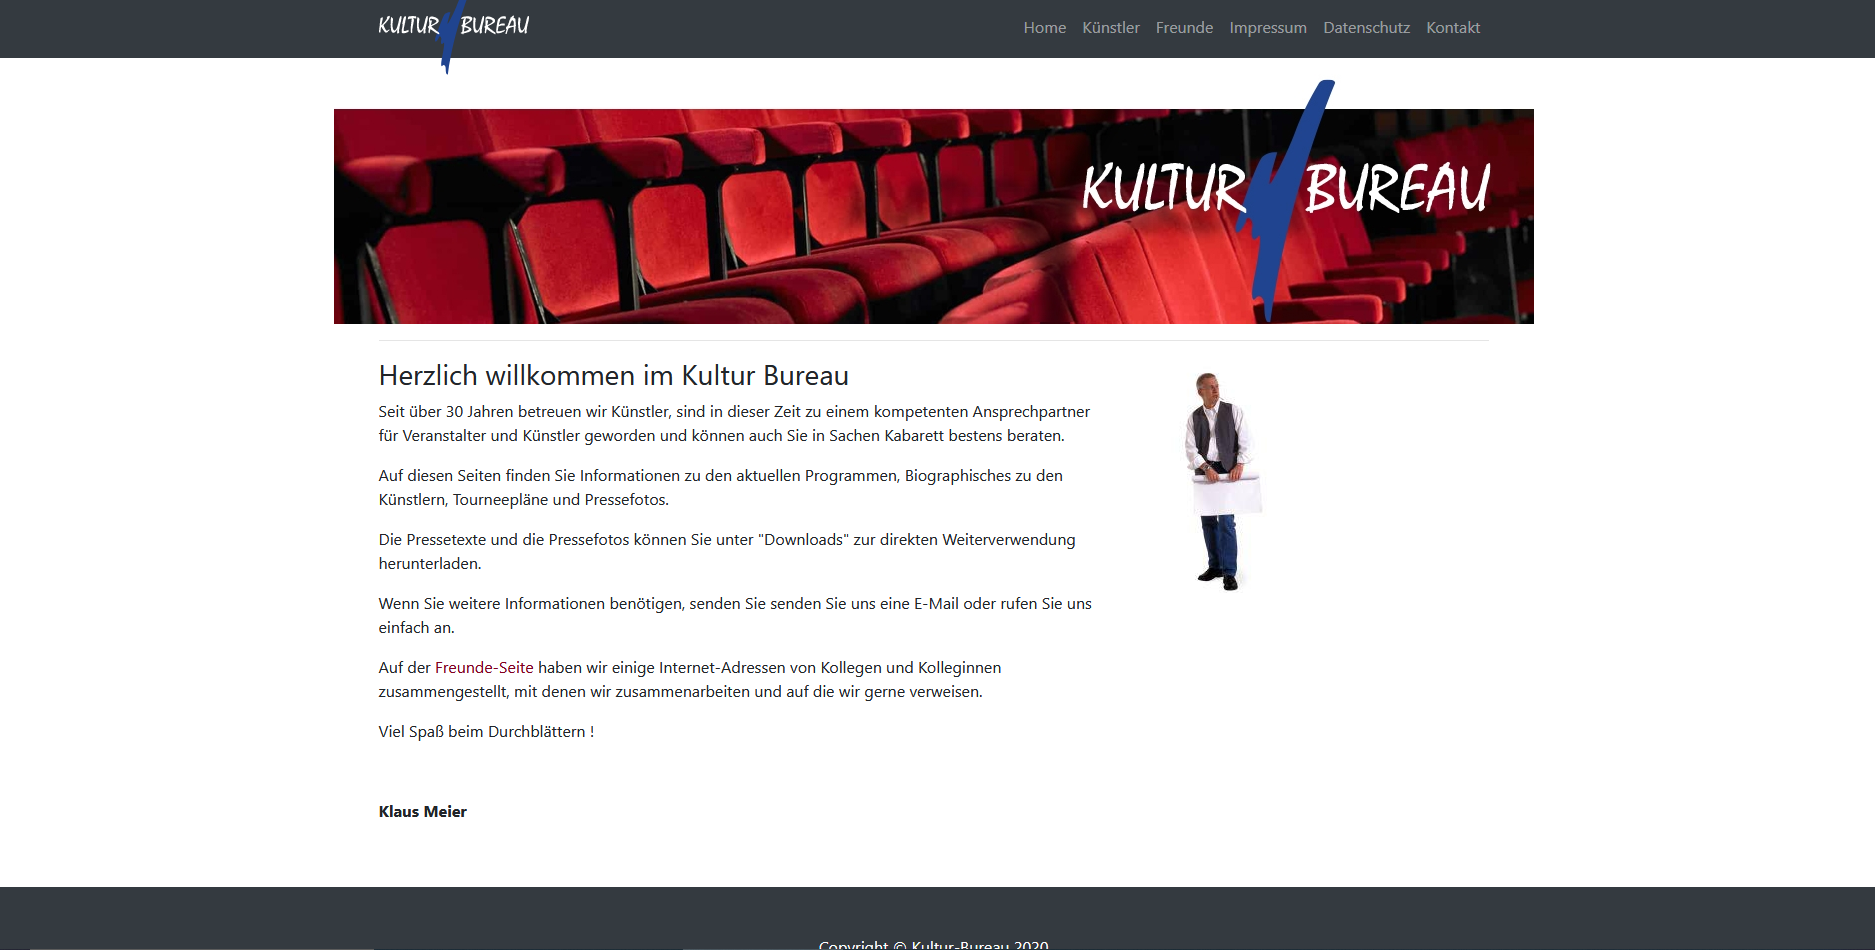 KULTUR BUREAU
Home Künstler Freunde Impressum Datenschutz Kontakt
KULTUR BUREAU
Herzlich willkommen im Kultur Bureau
Seit über 30 Jahren betreuen wir Künstler, sind in dieser Zeit zu einem kompetenten Ansprechpartner
für Veranstalter und Künstler geworden und können auch Sie in Sachen Kabarett bestens beraten.
Auf diesen Seiten finden Sie Informationen zu den aktuellen Programmen, Biographisches zu den
Künstlern, Tourneepläne und Pressefotos.
Die Pressetexte und die Pressefotos können Sie unter "Downloads" zur direkten Weiterverwendung
herunterladen.
Wenn Sie weitere Informationen benötigen, senden Sie senden Sie uns eine E-Mail oder rufen Sie uns
einfach an.
Auf der Freunde-Seite haben wir einige Internet-Adressen von Kollegen und Kolleginnen
zusammengestellt, mit denen wir zusammenarbeiten und auf die wir gerne verweisen.
Viel Spaß beim Durchblättern !
Klaus Meier
Copyright © Kultur-Bureau 2020